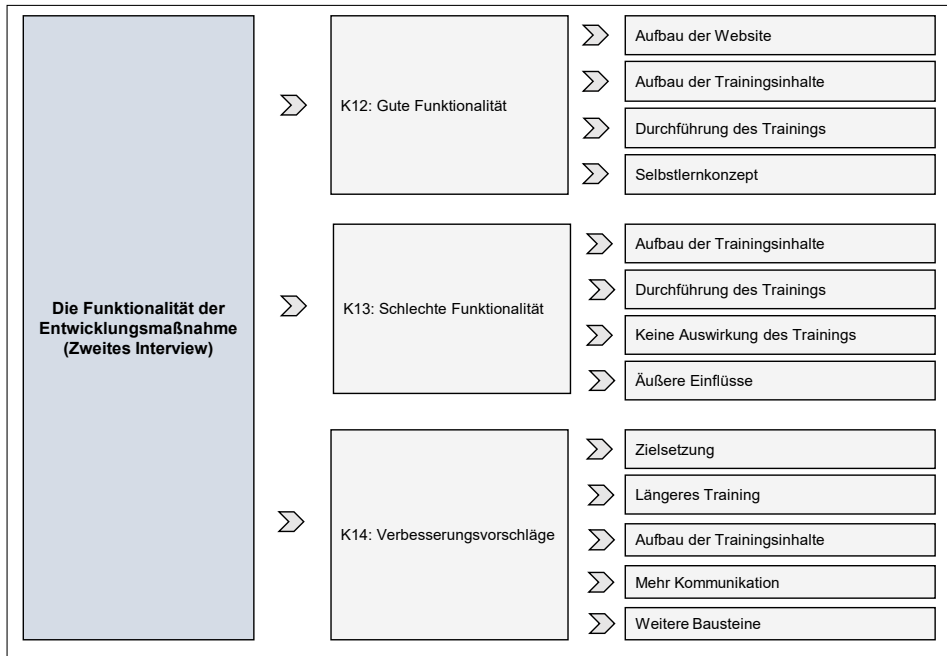 Die Funktionalität der
Entwicklungsmaßnahme
(Zweites Interview)
K12: Gute Funktionalität
Aufbau der Website
Aufbau der Trainingsinhalte
Durchführung des Trainings
Selbstlernkonzept
K13: Schlechte Funktionalität
Aufbau der Trainingsinhalte
Durchführung des Trainings
Keine Auswirkung des Trainings
Äußere Einflüsse
K14: Verbesserungsvorschläge
Zielsetzung
Längeres Training
Aufbau der Trainingsinhalte
Mehr Kommunikation
Weitere Bausteine